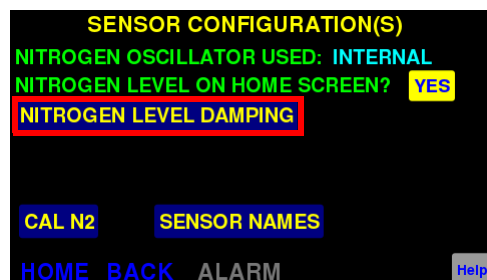 SENSOR CONFIGURATION(S)
NITROGEN OSCILLATOR USED: INTERNAL
NITROGEN LEVEL ON HOME SCREEN? YES
NITROGEN LEVEL DAMPING
CAL N2 SENSOR NAMES
HOME BACK ALARM Help